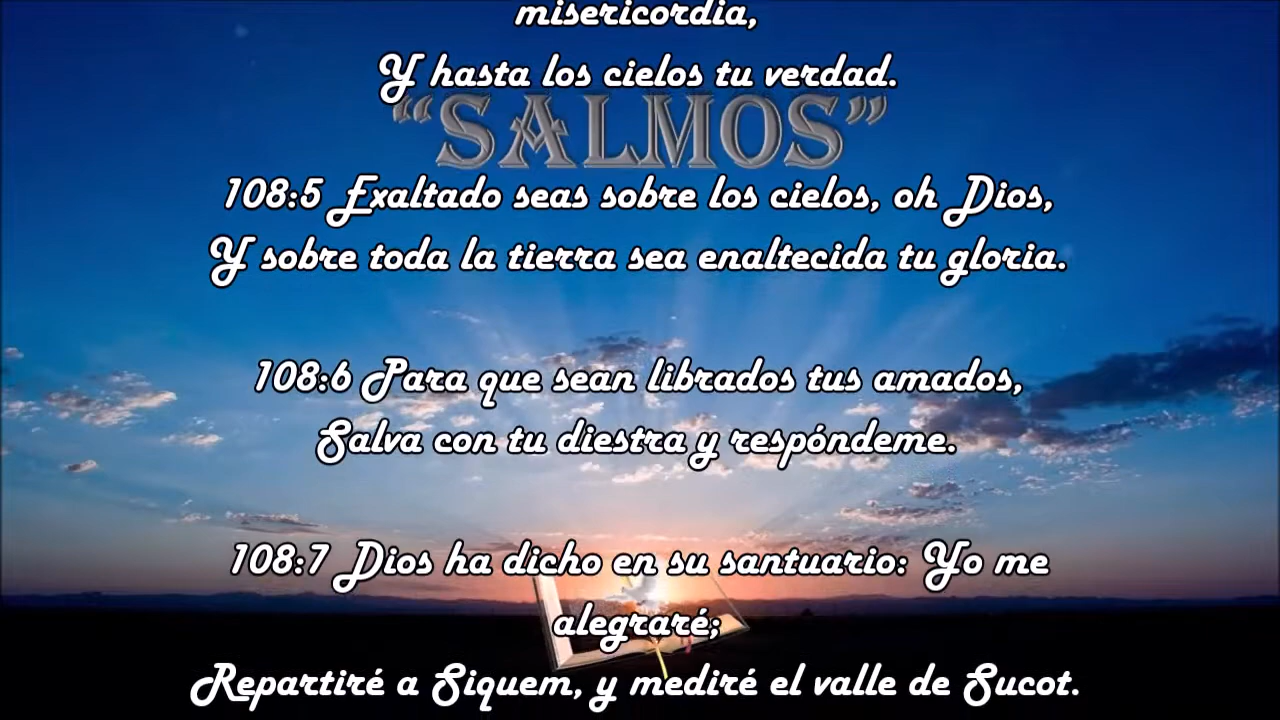 misericordia,
Y hasta los cielos tu verdad.
“SALMOS”
108:5 Exaltado seas sobre los cielos, oh Dios,
Y sobre toda la tierra sea enaltecida tu gloria.
108:6 Para que sean librados tus amados,
Salva con tu diestra y respóndeme.
108:7 Dios ha dicho en su santuario: Yo me
alegraré;
Repartiré a Siquem, y mediré el valle de Sucot.